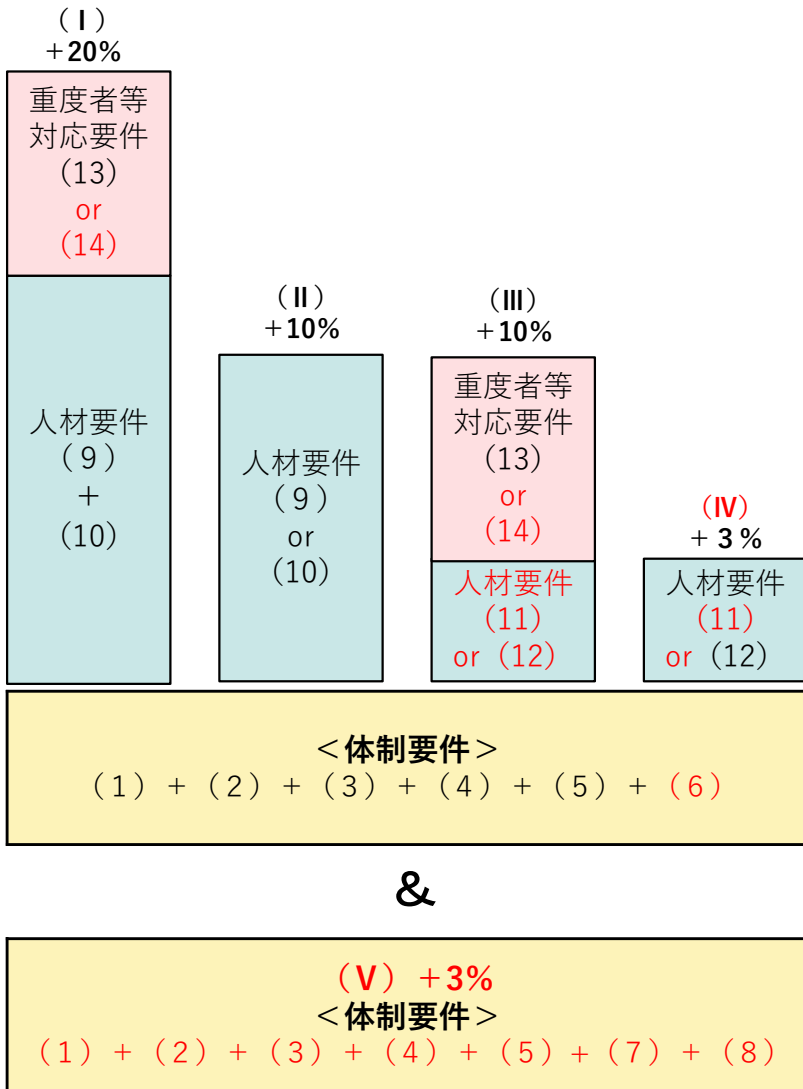 （Ⅰ）
＋20%
重度者等
対応要件
(13)
or
(14)
人材要件
（９）
＋
(10)
（Ⅱ）
＋10%
人材要件
（９）
or
(10)
（Ⅲ）
＋10%
重度者等
対応要件
(13)
or
(14)
人材要件
(11)
or (12)
（Ⅳ）
＋３%
人材要件
(11)
or (12)
＜体制要件＞
（１）＋（２）＋（３）＋（４）＋（５）＋（６）
&
（Ⅴ）＋3%
＜体制要件＞
（１）＋（２）＋（３）＋（４）＋（５）＋（７）＋（８）